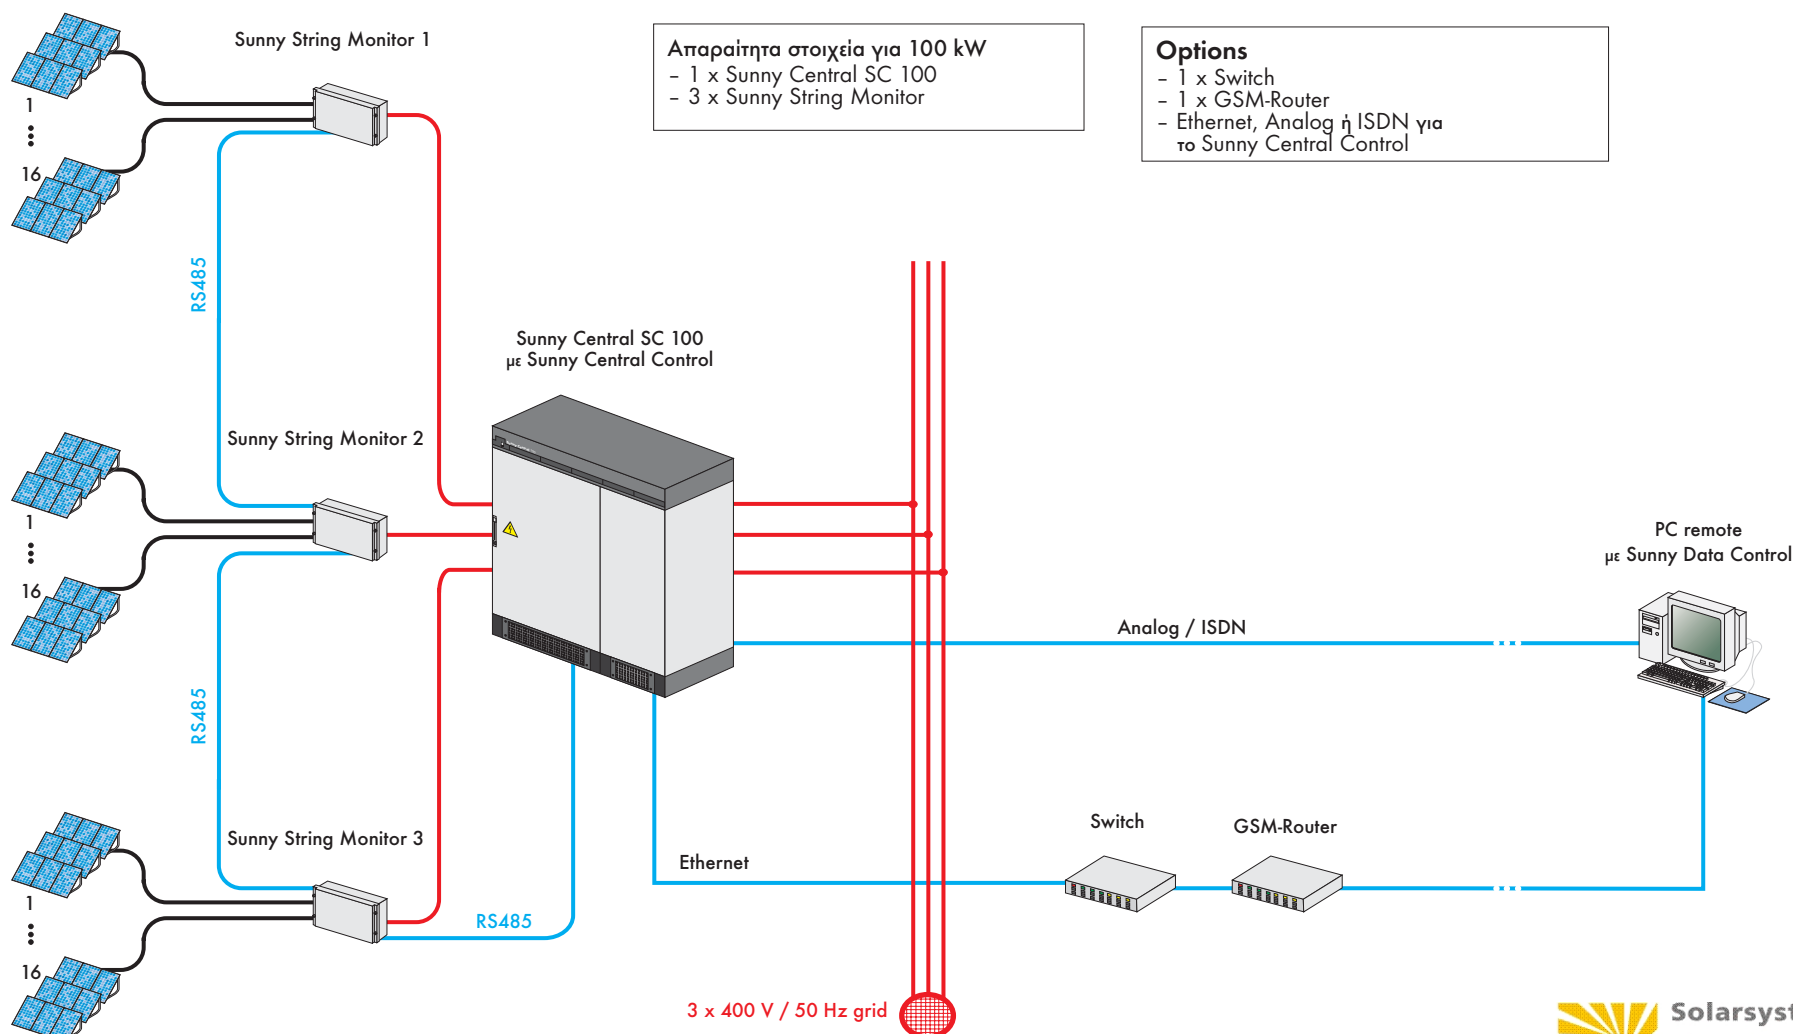 Sunny String Monitor 1
Απαραίτητα στοιχεία για 100 kW
– 1 x Sunny Central SC 100
– 3 x Sunny String Monitor
Options
– 1 x Switch
– 1 x GSM-Router
– Ethernet, Analog ή ISDN για
το Sunny Central Control
1
16
RS485
Sunny Central SC 100
με Sunny Central Control
Sunny String Monitor 2
1
16
PC remote
με Sunny Data Control
Analog / ISDN
RS485
Sunny String Monitor 3
Switch
GSM-Router
Ethernet
1
16
RS485
3 x 400 V / 50 Hz grid
Solarsyst